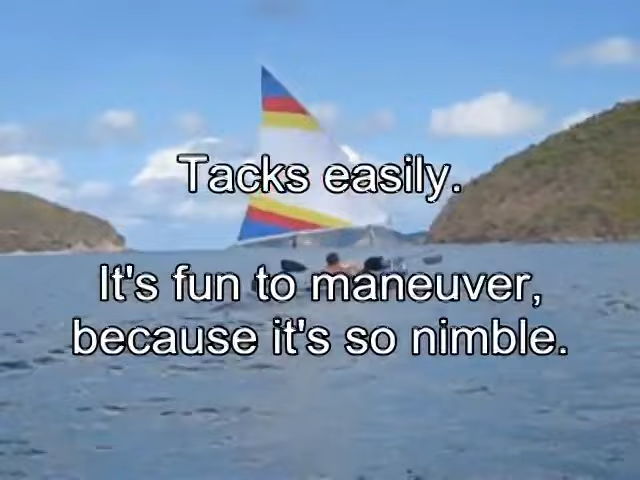 Tacks easily.
It's fun to maneuver,
because it's so nimble.